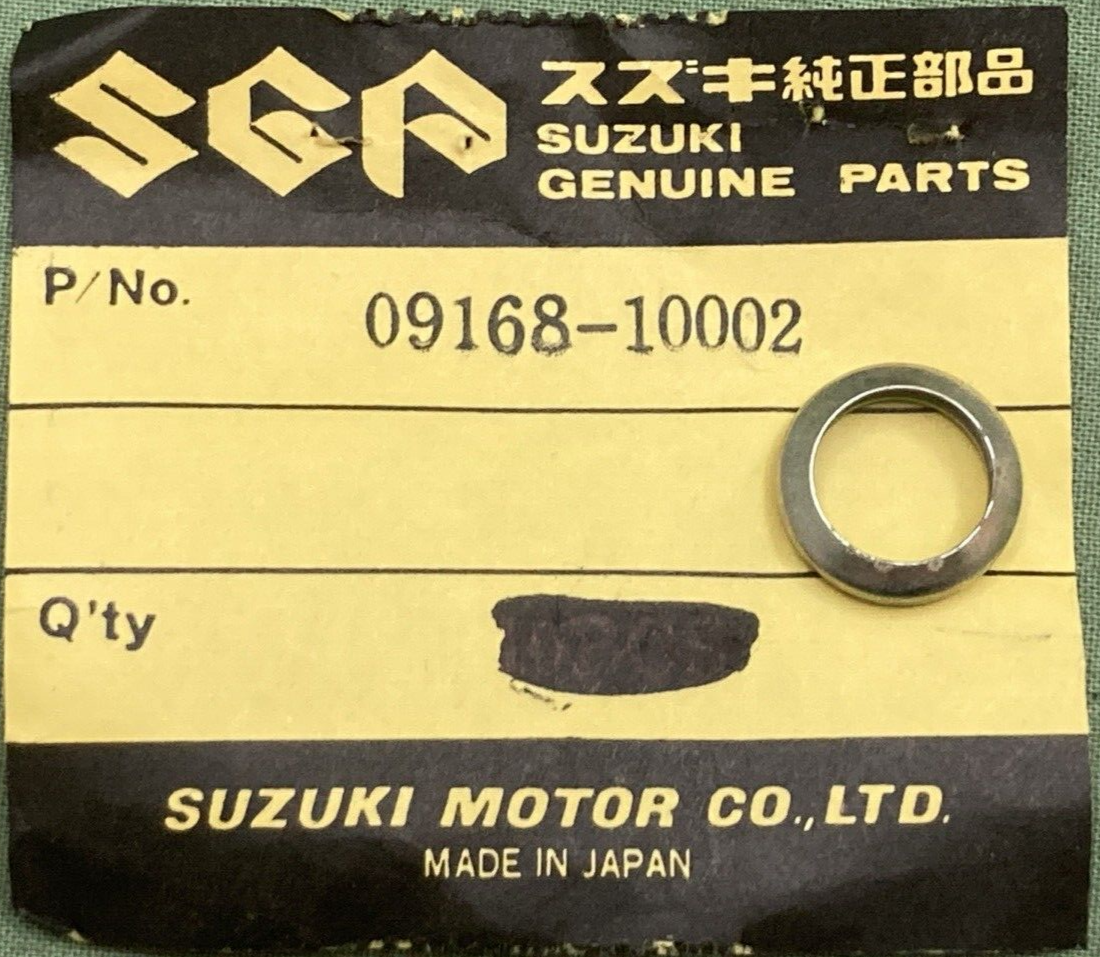 SGP
スズキ純正部品
SUZUKI
GENUINE PARTS
P/No.
09168-10002
Q'ty
SUZUKI MOTOR CO.,LTD.
MADE IN JAPAN